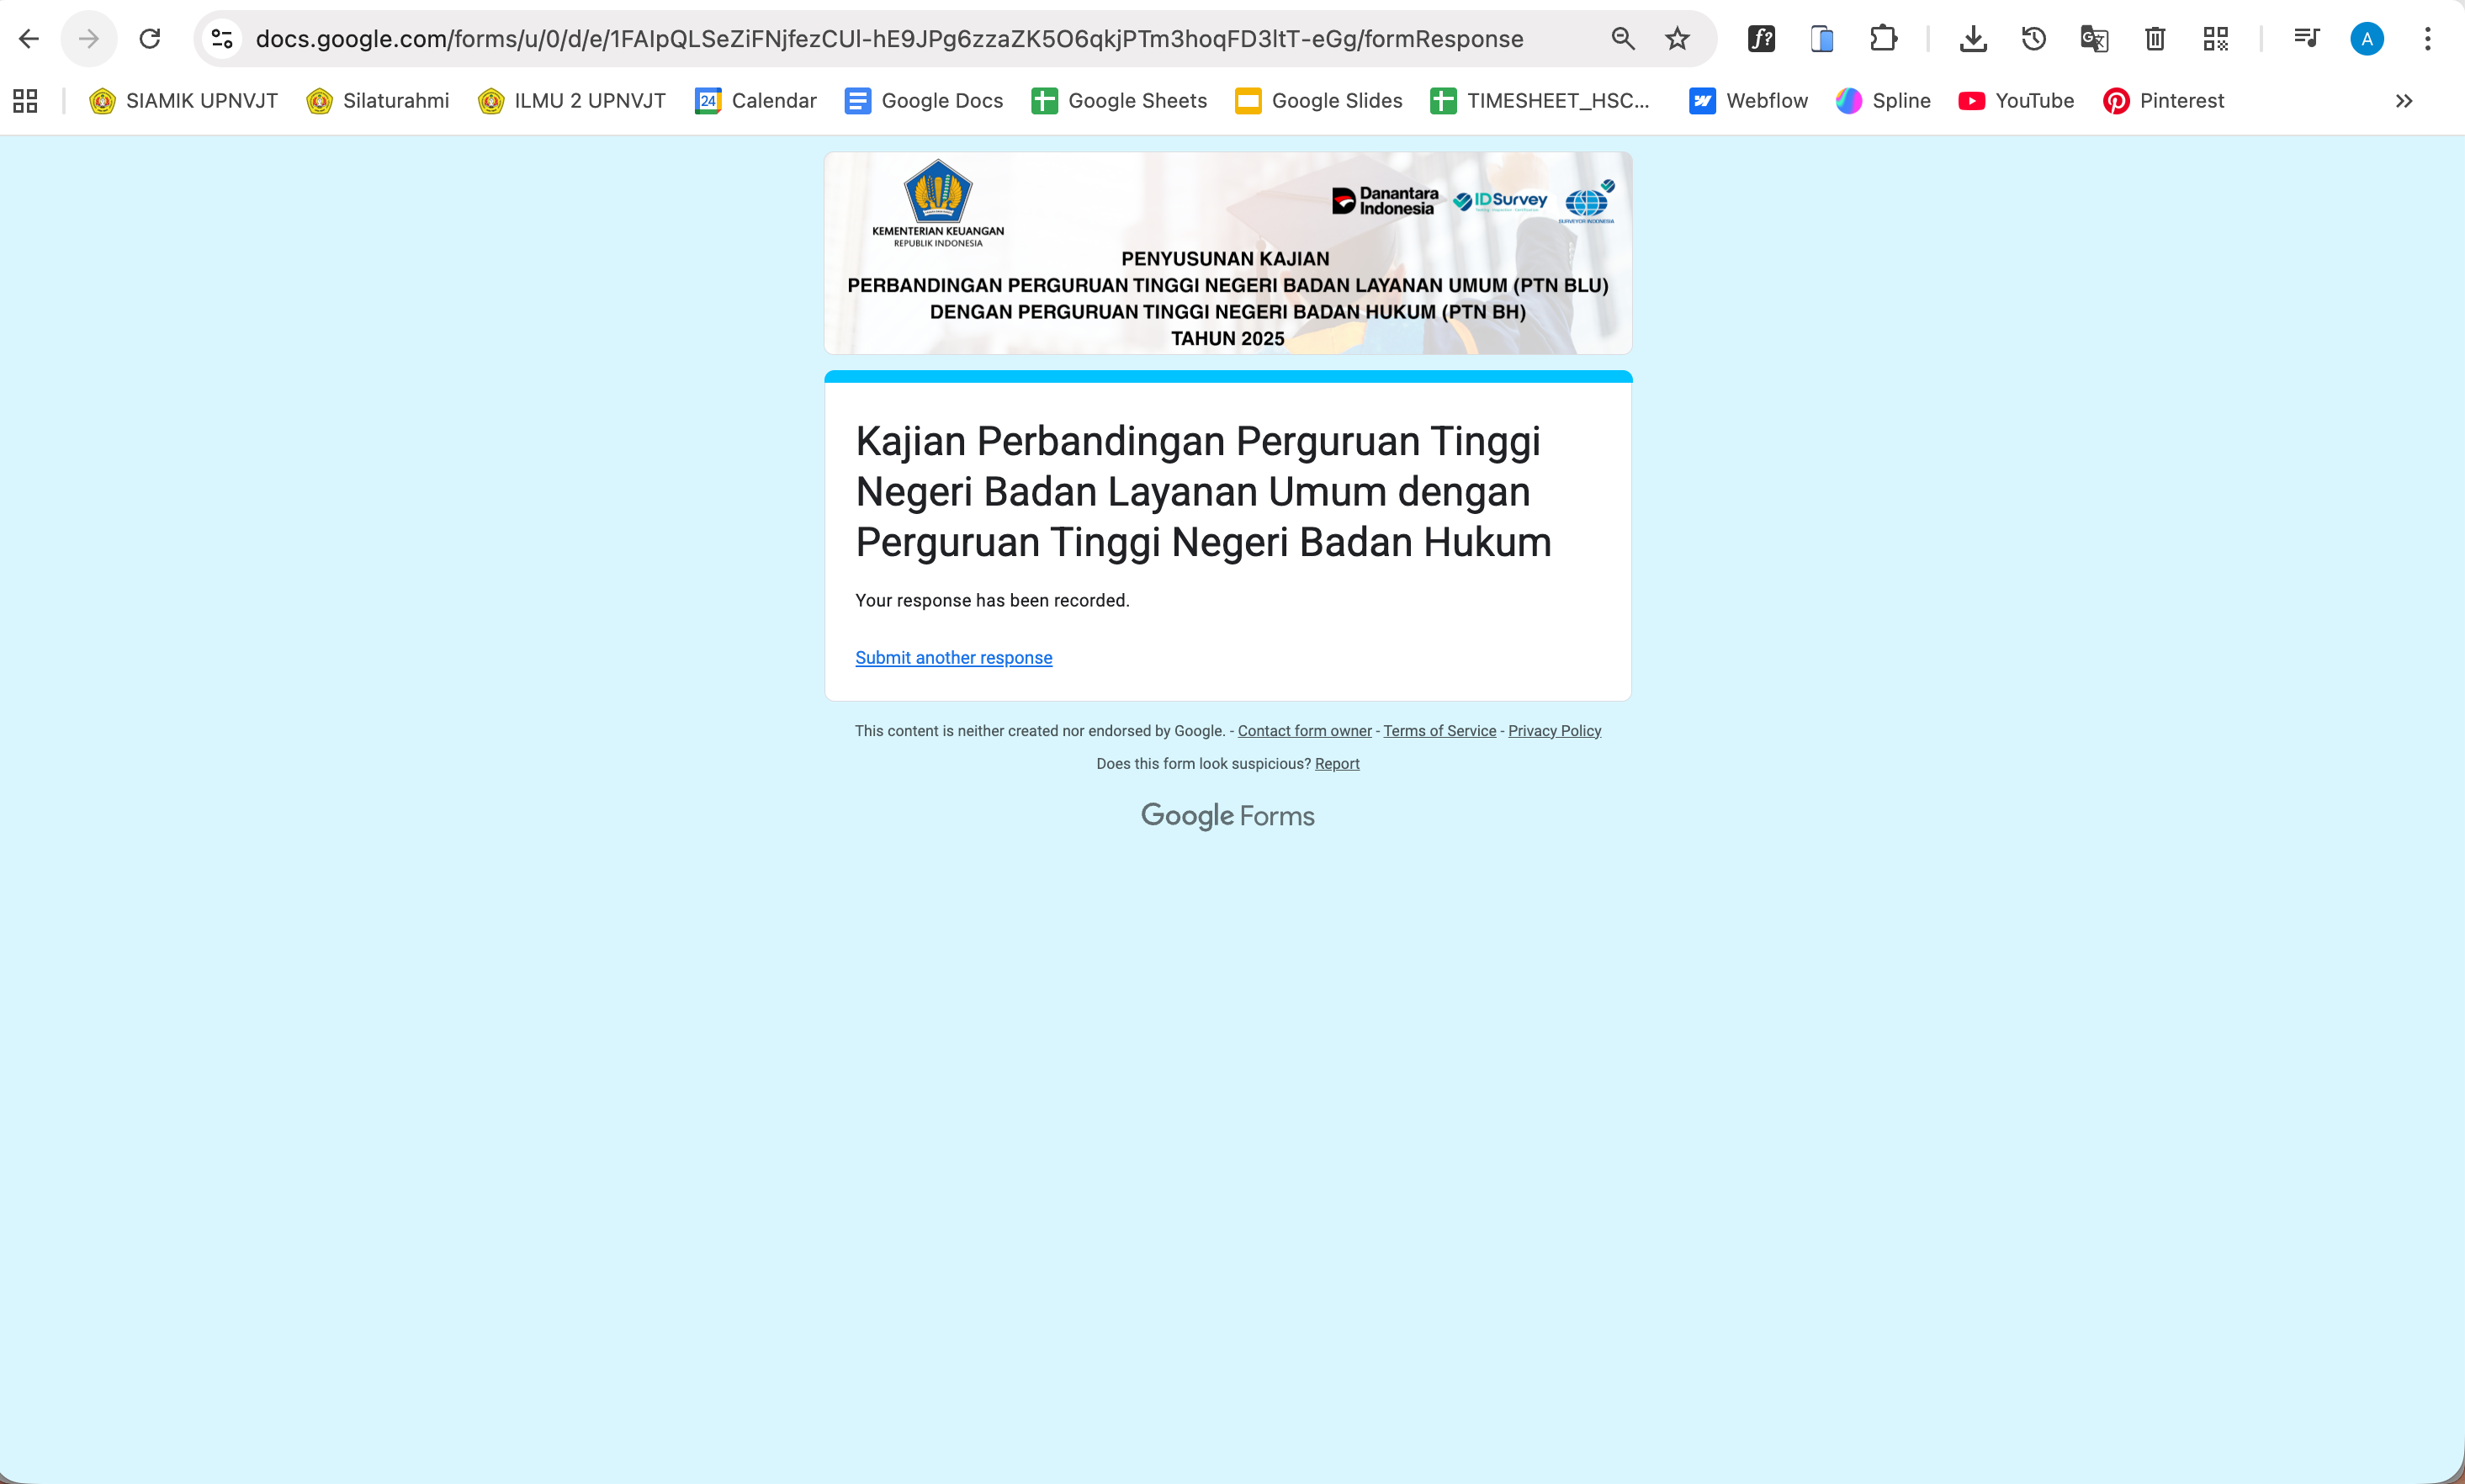 docs.google.com/forms/u/0/d/e/1FAIpQLSeZiFNjfezCUl-hE9JPg6zzaZK5O6qkjPTm3hoqFD3ltT-eGg/formResponse
f?
A
SIAMIK UPNVJT
Silaturahmi
ILMU 2 UPNVJT
24
Calendar
Google Docs
Google Sheets
Google Slides
TIMESHEET_HSC...
Webflow
Spline
YouTube
Pinterest
KEMENTERIAN KEUANGAN
REPUBLIK INDONESIA
Danantara
Indonesia
IDSurvey
SURVEYOR INDONESIA
PENYUSUNAN KAJIAN
PERBANDINGAN PERGURUAN TINGGI NEGERI BADAN LAYANAN UMUM (PTN BLU)
DENGAN PERGURUAN TINGGI NEGERI BADAN HUKUM (PTN BH)
TAHUN 2025
Kajian Perbandingan Perguruan Tinggi
Negeri Badan Layanan Umum dengan
Perguruan Tinggi Negeri Badan Hukum
Your response has been recorded.
Submit another response
This content is neither created nor endorsed by Google. - Contact form owner - Terms of Service - Privacy Policy
Does this form look suspicious? Report
Google Forms